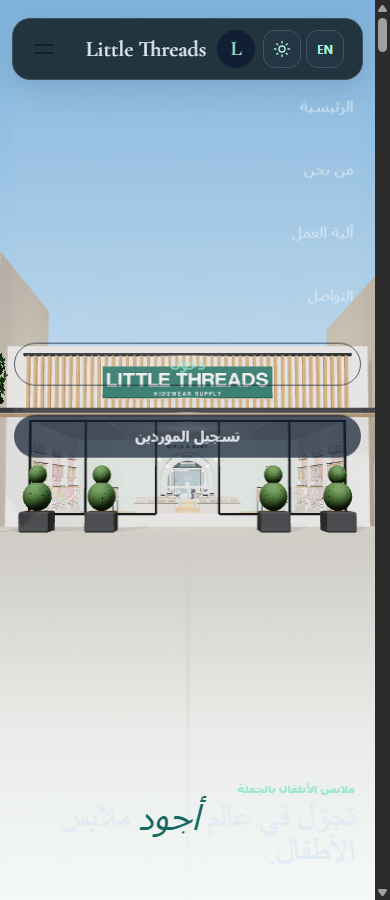 Little Threads
L
EN
الرئيسية
من نحن
آلية العمل
التواصل
دخول
LITTLE THREADS
KIDSWEAR SUPPLY
تسجيل الموردين
ملابس الأطفال بالجملة
تجوّل في عالم أجود ملابس
الأطفال.